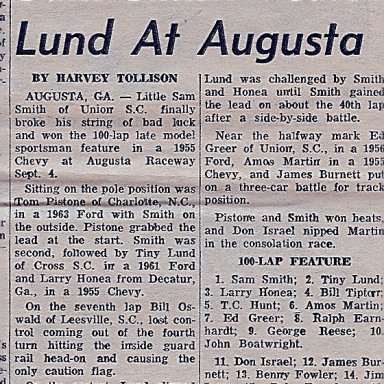 Lund At Augusta
BY HARVEY TOLLISON
AUGUSTA, GA. — Little Sam
Smith of Union S.C. finally
broke his string of bad luck
and won the 100-lap late model
sportsman feature in a 1955
Chevy at Augusta Raceway
Sept. 4.
Sitting on the pole position was
Tom Pistone of Charlotte, N.C.,
in a 1963 Ford with Smith on
the outside. Pistone grabbed the
lead at the start. Smith was
second, followed by Tiny Lund
of Cross S.C. in a 1961 Ford
and Larry Honea from Decatur,
Ga., in a 1955 Chevy.
On the seventh lap Bill Os-
wald of Leesville, S.C., lost con-
trol coming out of the fourth
turn hitting the inside guard
rail head-on and causing the
only caution flag.
Lund was challenged by Smith
and Honea until Smith gained
the lead on about the 40th lap
after a side-by-side battle.
Near the halfway mark Ed
Greer of Union, S.C., in a 1956
Ford, Amos Martin in a 1957
Chevy, and James Burnett put
on a three-car battle for track
position.
Pistone and Smith won heats,
and Don Israel nipped Martin
in the consolation race.
100-LAP FEATURE
1. Sam Smith; 2. Tiny Lund;
3. Larry Honea; 4. Bill Tipton;
5. T.C. Hunt; 6. Amos Martin;
7. Ed Greer; 8. Ralph Earn-
hardt; 9. George Reese; 10.
John Boatwright.
11. Don Israel; 12. James Bur-
nett; 13. Benny Fowler; 14. Jim